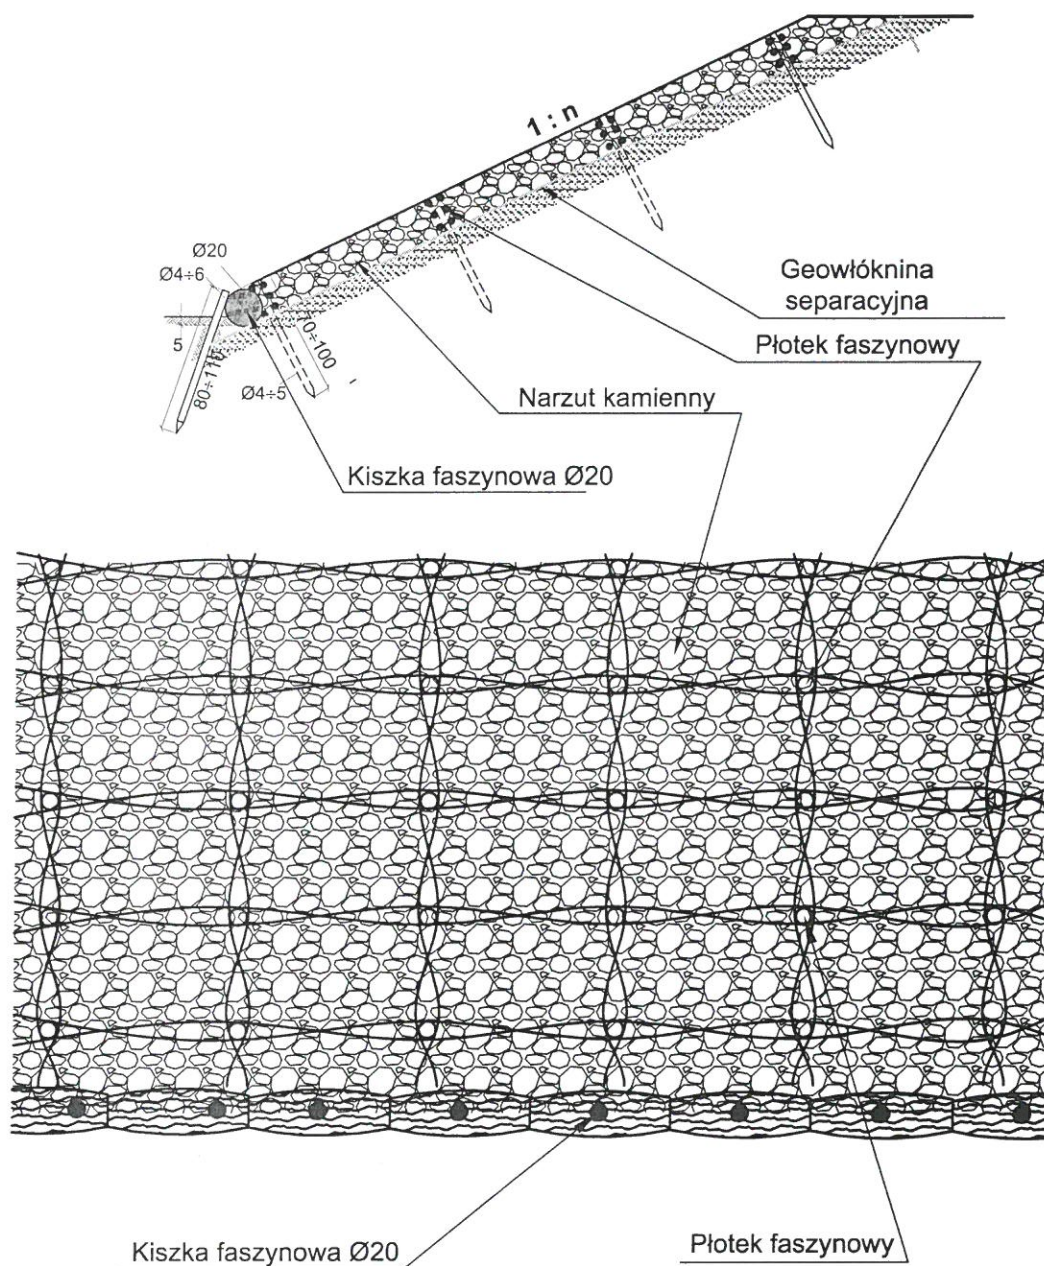 1 : n
Ø20
Ø4÷6
5
80÷110
Ø4÷5
70÷100
Geowłóknina
separacyjna
Płotek faszynowy
Narzut kamienny
Kiszka faszynowa Ø20
Kiszka faszynowa Ø20
Płotek faszynowy